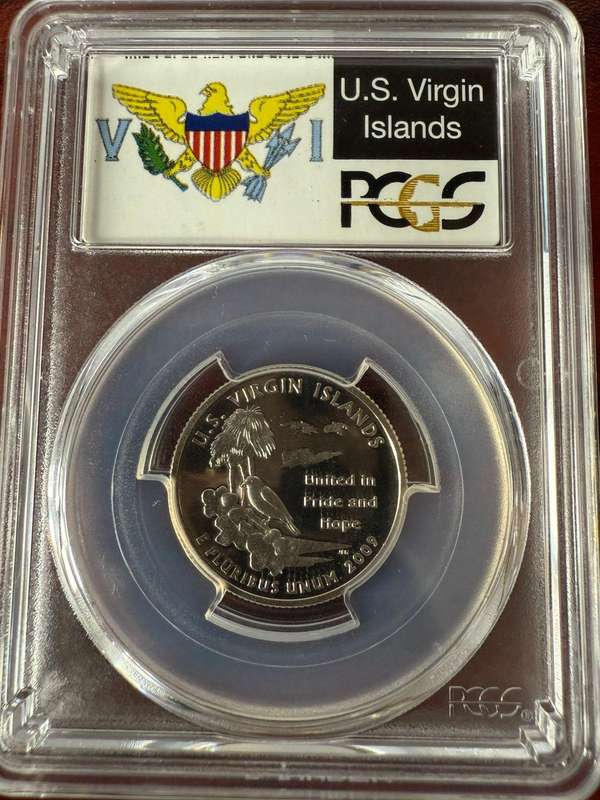 V I
U.S. Virgin
Islands
PCGS
U.S. VIRGIN ISLANDS
United in
Pride and
Hope
E PLURIBUS UNUM 2009
PCGS